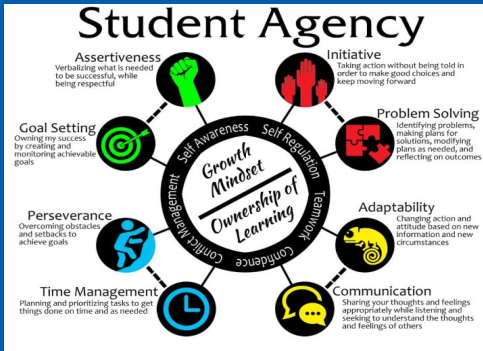 Student Agency
Assertiveness
Verbalizing what is needed
to be successful, while
being respectful
Initiative
Taking action without being told in
order to make good choices and
keep moving forward
Goal Setting
Owning my success
by creating and
monitoring achievable
goals
Problem Solving
Identifying problems,
making plans for
solutions, modifying
plans as needed, and
reflecting on outcomes
Self Awareness
Self Regulation
Teamwork
Confidence
Conflict Management
Growth
Mindset
Ownership of
Learning
Perseverance
Overcoming obstacles
and setbacks to
achieve goals
Adaptability
Changing action and
attitude based on new
information and new
circumstances
Time Management
Planning and prioritizing tasks to get
things done on time and as needed
Communication
Sharing your thoughts and feelings
appropriately while listening and
seeking to understand the thoughts
and feelings of others